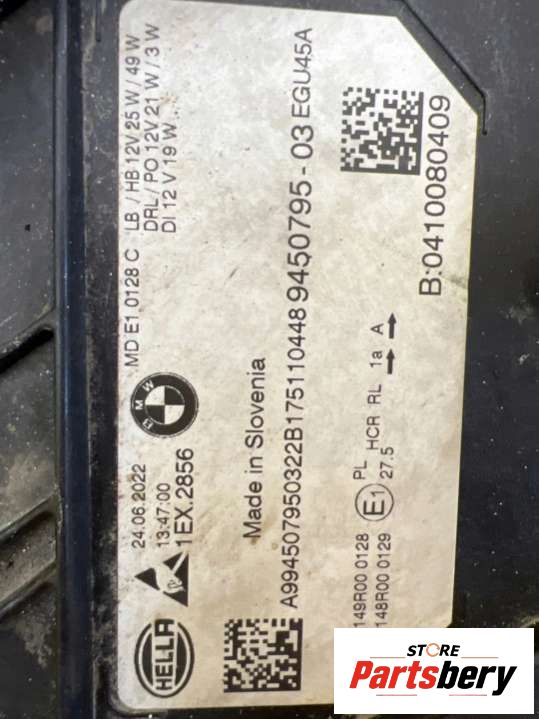 HELLA
24.06.2022
13:47:00
1EX.2856
BMW
MD E1 0128 C
LB / HB 12V 25 W / 49 W
DRL / PO 12V 21 W / 3 W
DI 12 V 19 W
Made in Slovenia
A994507950322B175110448 9450795 - 03 EGU45A
149R00 0128
148R00 0129
E1
PL HCR RL 1a A
27.5
B:0410080409
STORE
Partsbery